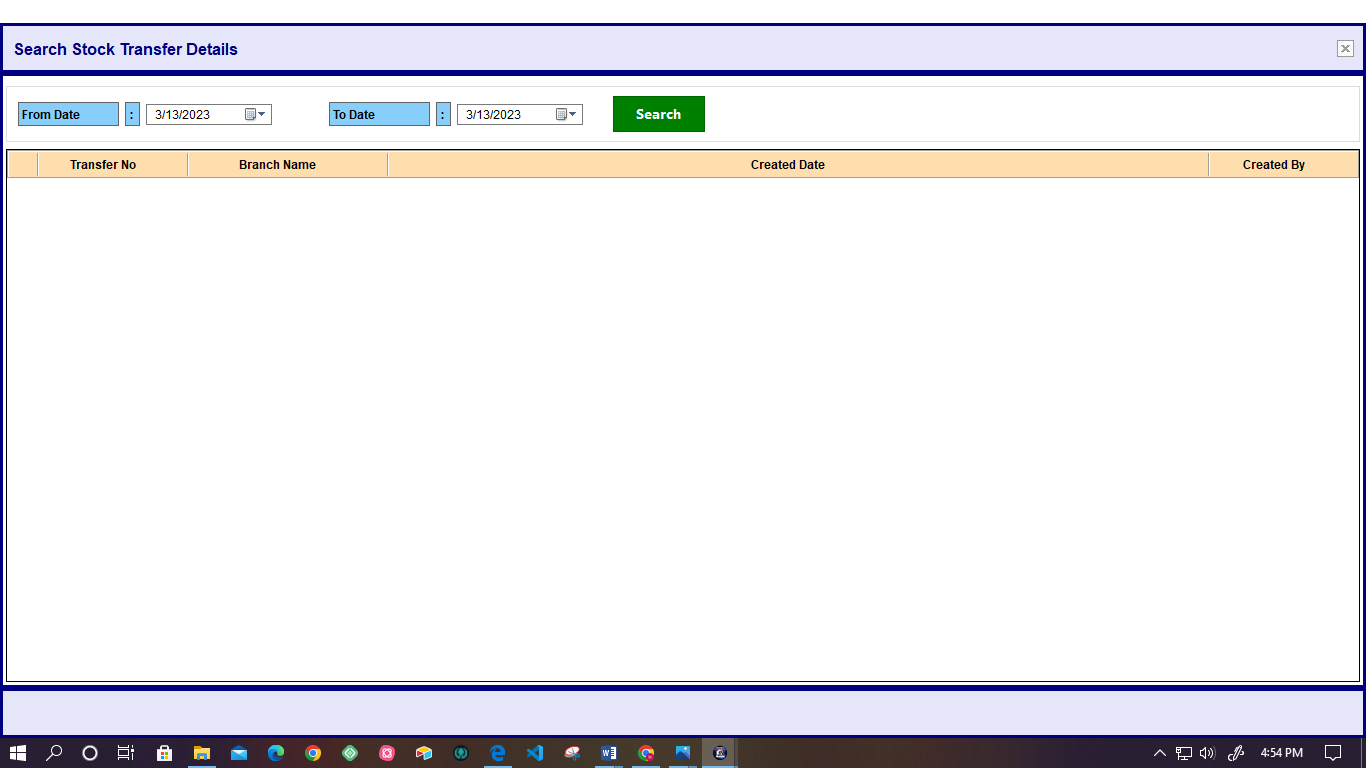 Search Stock Transfer Details
From Date : 3/13/2023 To Date : 3/13/2023 Search
Transfer No Branch Name Created Date Created By
4:54 PM